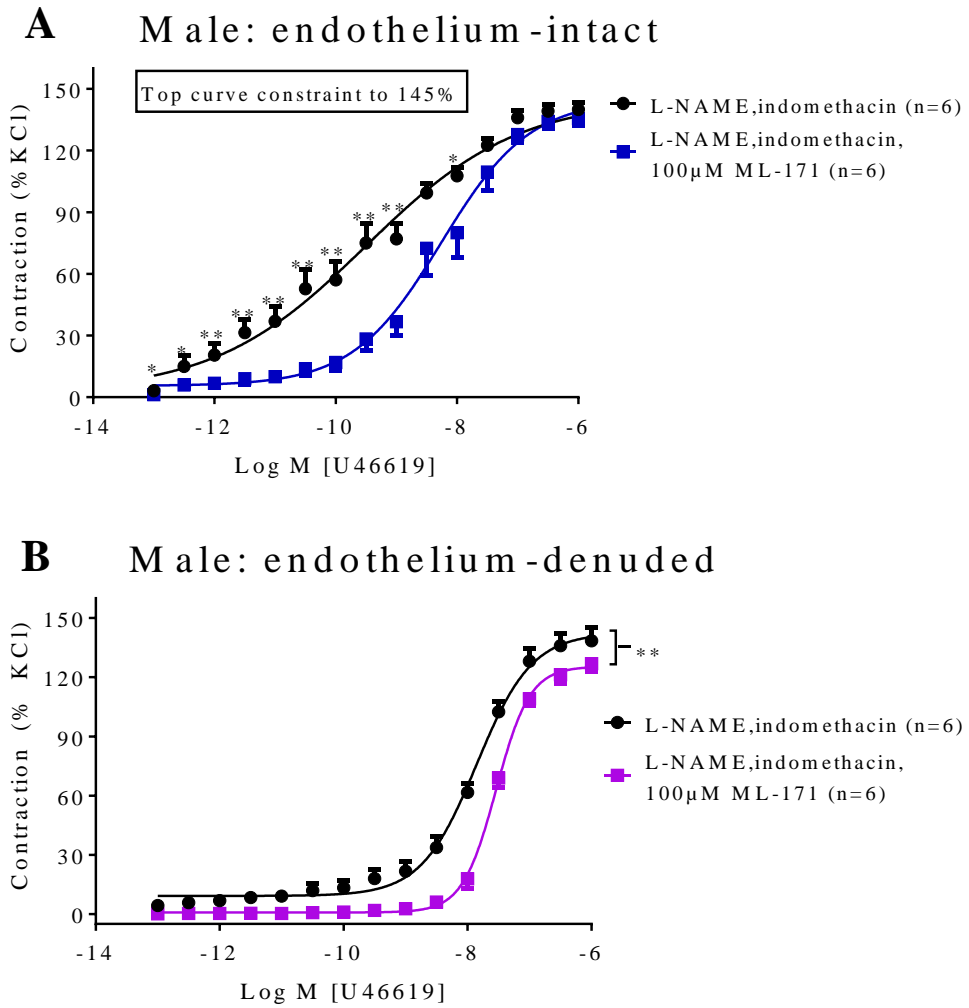 A
Male: endothelium-intact
Top curve constraint to 145%
L-NAME,indomethacin (n=6)
L-NAME,indomethacin,
100µM ML-171 (n=6)
Contraction (%KCl)
150
120
90
60
30
0
*
*
**
**
**
**
**
**
**
*
-14
-12
-10
-8
-6
Log M [U46619]
B
Male: endothelium-denuded
**
L-NAME,indomethacin (n=6)
L-NAME,indomethacin,
100µM ML-171 (n=6)
Contraction (% KCl)
150
120
90
60
30
0
-14
-12
-10
-8
-6
Log M [U46619]